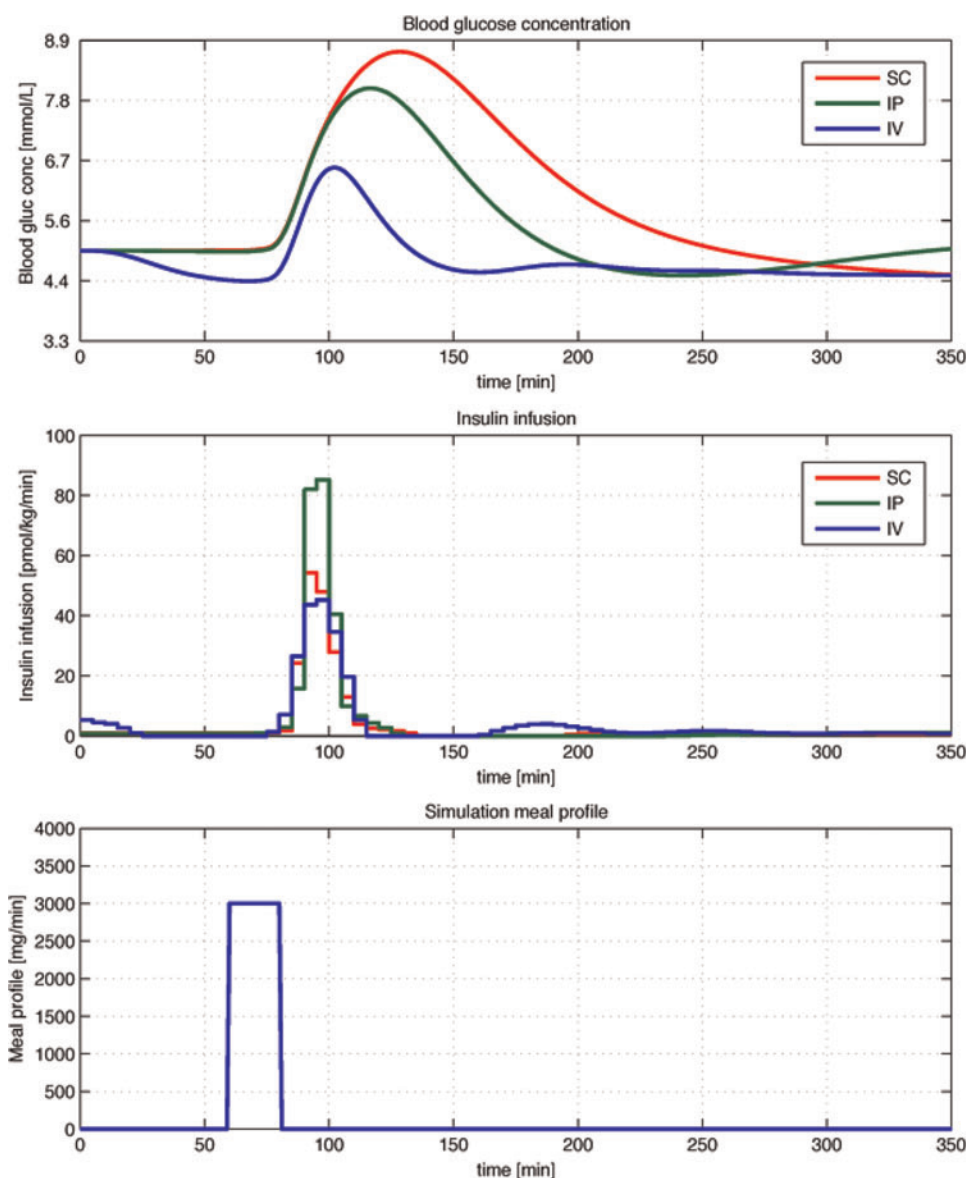 Blood glucose concentration
Blood gluc conc [mmol/L]
8.9
7.8
6.7
5.6
4.4
3.3
SC
IP
IV
0 50 100 150 200 250 300 350
time [min]
Insulin infusion
Insulin infusion [pmol/kg/min]
100
80
60
40
20
0
SC
IP
IV
0 50 100 150 200 250 300 350
time [min]
Simulation meal profile
Meal profile [mg/min]
4000
3500
3000
2500
2000
1500
1000
500
0
0 50 100 150 200 250 300 350
time [min]